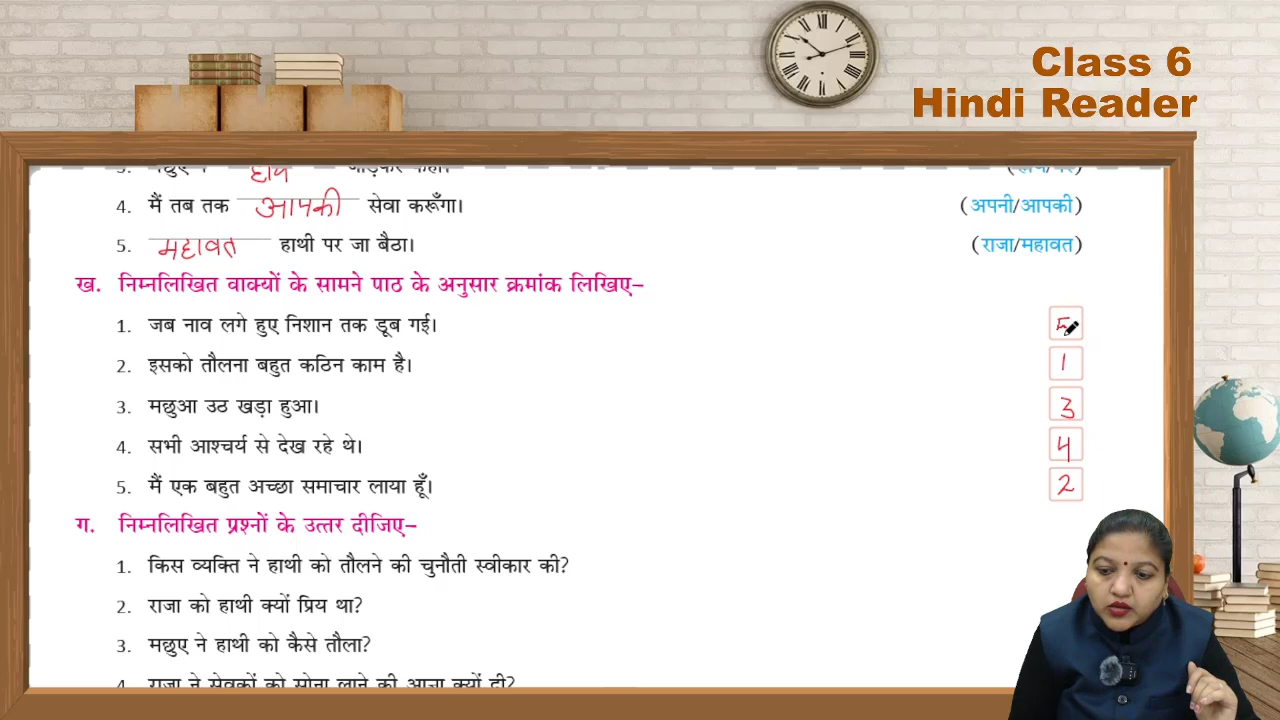 Class 6
Hindi Reader
4. मैं तब तक आपकी सेवा करूँगा। (अपनी/आपकी)
5. महावत हाथी पर जा बैठा। (राजा/महावत)
ख. निम्नलिखित वाक्यों के सामने पाठ के अनुसार क्रमांक लिखिए–
1. जब नाव लगे हुए निशान तक डूब गई। 5
2. इसको तौलना बहुत कठिन काम है। 1
3. मछुआ उठ खड़ा हुआ। 3
4. सभी आश्चर्य से देख रहे थे। 4
5. मैं एक बहुत अच्छा समाचार लाया हूँ। 2
ग. निम्नलिखित प्रश्नों के उत्तर दीजिए–
1. किस व्यक्ति ने हाथी को तौलने की चुनौती स्वीकार की?
2. राजा को हाथी क्यों प्रिय था?
3. मछुए ने हाथी को कैसे तौला?
4. राजा ने सेवकों को सोना लाने की आज्ञा क्यों दी?